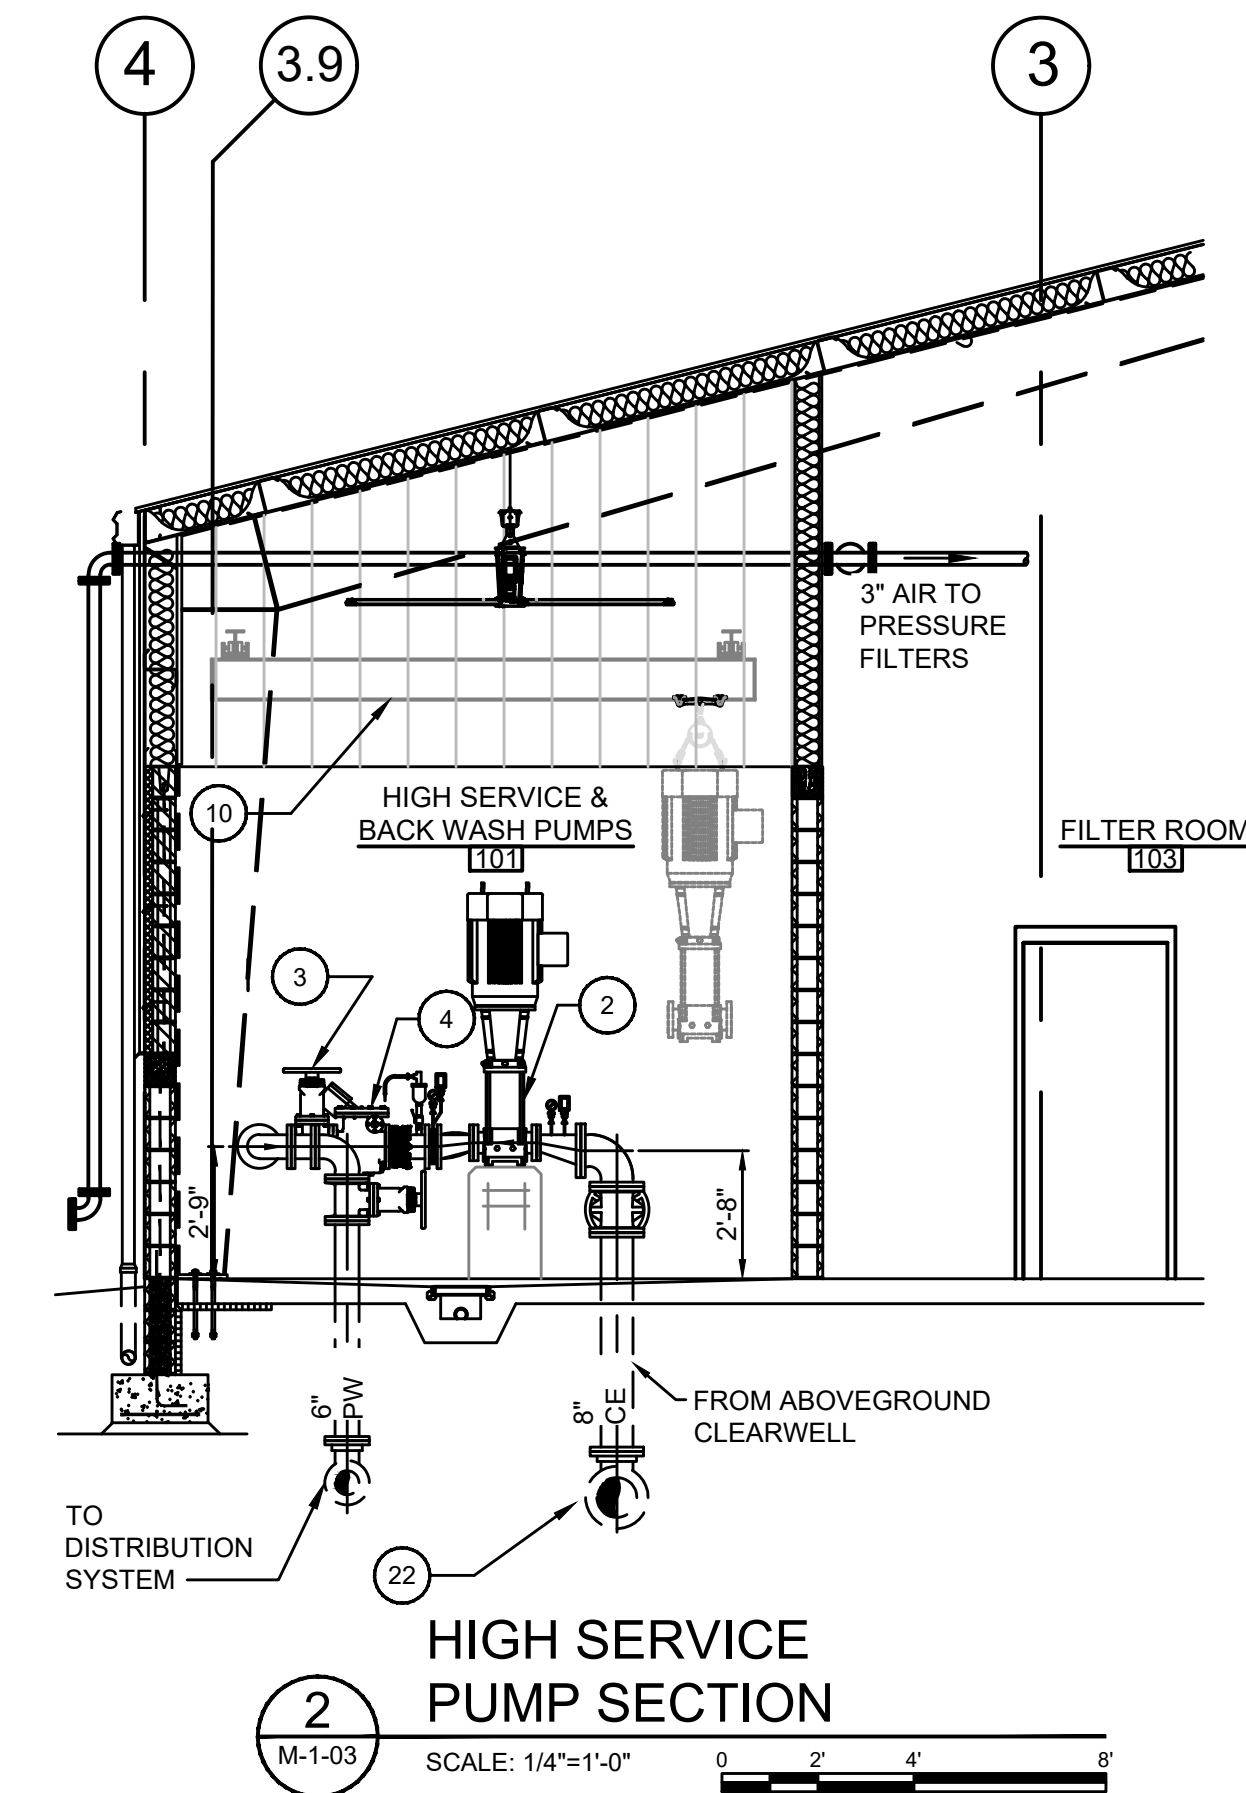 4
3.9
3
3" AIR TO
PRESSURE
FILTERS
10
HIGH SERVICE &
BACK WASH PUMPS
101
FILTER ROOM
103
3
4
2
2'-9"
2'-8"
6"
PW
8"
CE
FROM ABOVEGROUND
CLEARWELL
TO
DISTRIBUTION
SYSTEM
22
HIGH SERVICE
PUMP SECTION
2
M-1-03
SCALE: 1/4"=1'-0"
0 2' 4' 8'